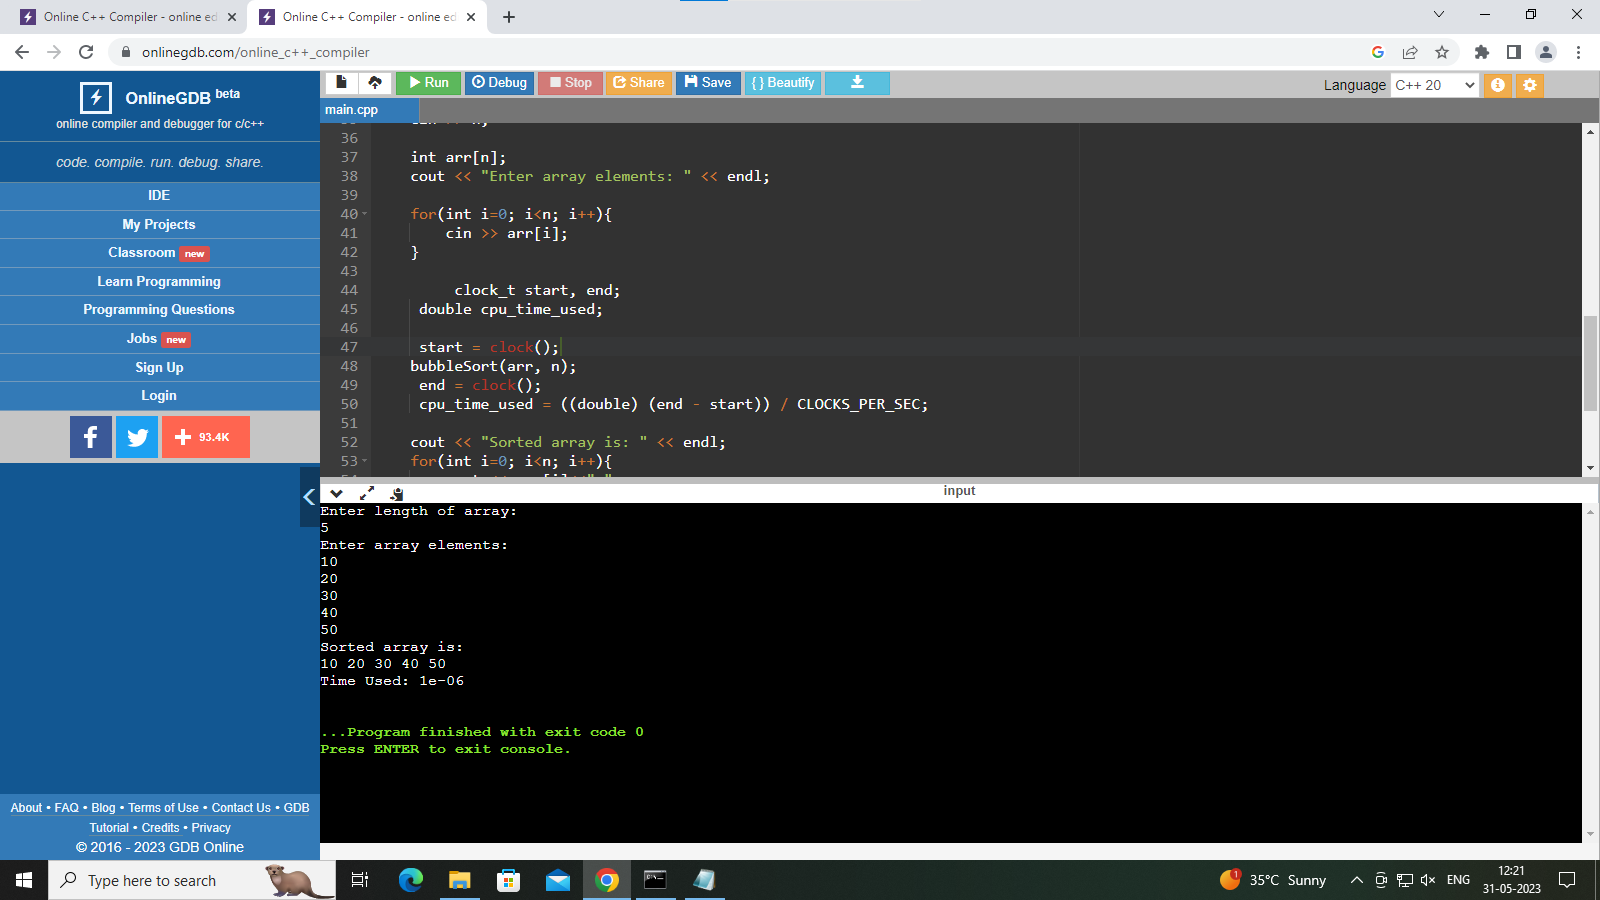 Online C++ Compiler - online ed
Online C++ Compiler - online ed
onlinegdb.com/online_c++_compiler
OnlineGDB beta
online compiler and debugger for c/c++
code. compile. run. debug. share.
IDE
My Projects
Classroom new
Learn Programming
Programming Questions
Jobs new
Sign Up
Login
93.4K
About • FAQ • Blog • Terms of Use • Contact Us • GDB
Tutorial • Credits • Privacy
© 2016 - 2023 GDB Online
Run Debug Stop Share Save { } Beautify
Language C++ 20
main.cpp
36
37 int arr[n];
38 cout << "Enter array elements: " << endl;
39
40 for(int i=0; i<n; i++){
41 cin >> arr[i];
42 }
43
44 clock_t start, end;
45 double cpu_time_used;
46
47 start = clock();
48 bubbleSort(arr, n);
49 end = clock();
50 cpu_time_used = ((double) (end - start)) / CLOCKS_PER_SEC;
51
52 cout << "Sorted array is: " << endl;
53 for(int i=0; i<n; i++){
input
Enter length of array:
5
Enter array elements:
10
20
30
40
50
Sorted array is:
10 20 30 40 50
Time Used: 1e-06
...Program finished with exit code 0
Press ENTER to exit console.
Type here to search
1
35°C Sunny
ENG
12:21
31-05-2023